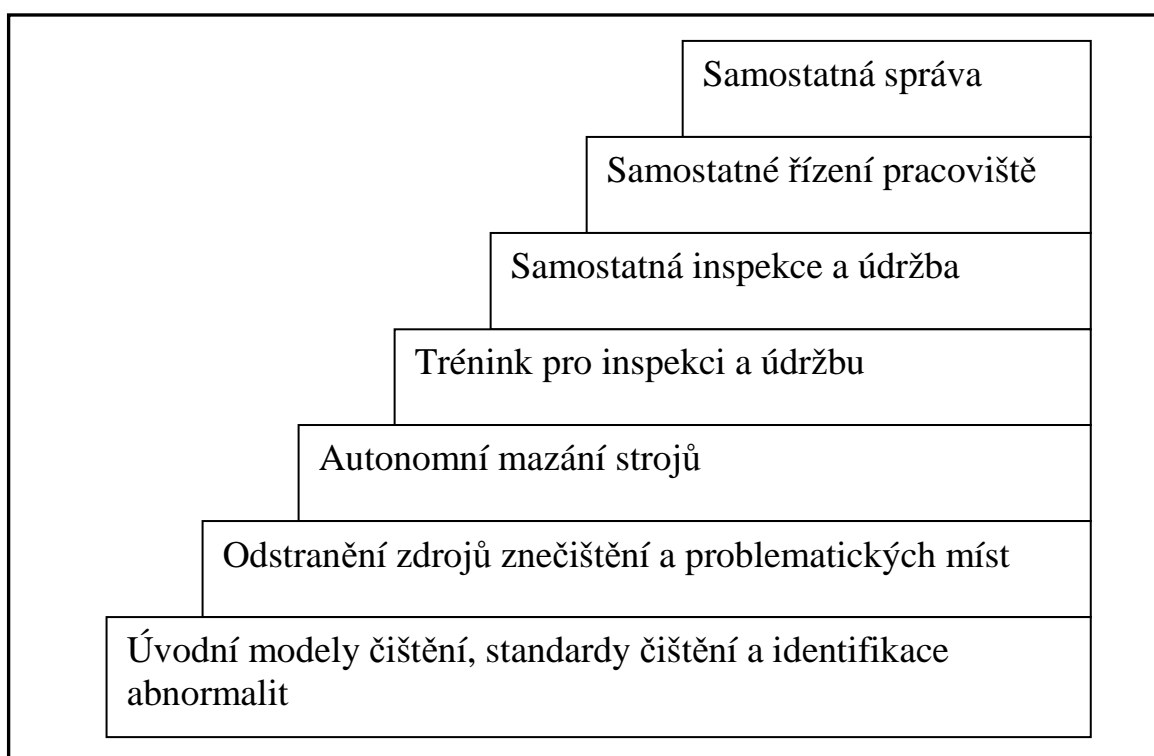 Samostatná správa
Samostatné řízení pracoviště
Samostatná inspekce a údržba
Trénink pro inspekci a údržbu
Autonomní mazání strojů
Odstranění zdrojů znečištění a problematických míst
Úvodní modely čištění, standardy čištění a identifikace
abnormalit